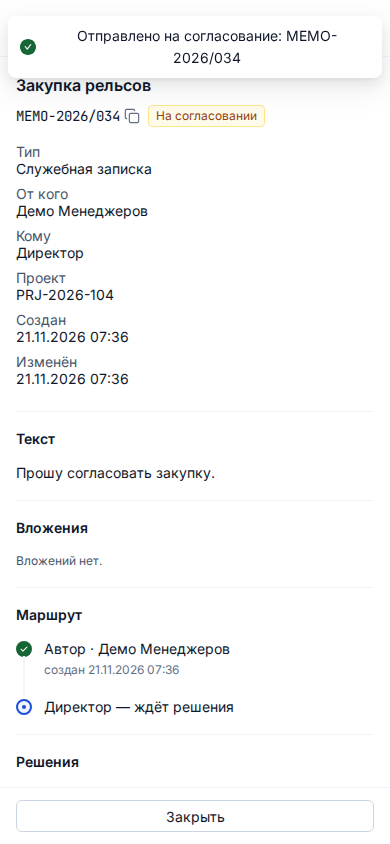 Отправлено на согласование: MEMO-
2026/034
Закупка рельсов
MEMO-2026/034 На согласовании
Тип
Служебная записка
От кого
Демо Менеджеров
Кому
Директор
Проект
PRJ-2026-104
Создан
21.11.2026 07:36
Изменён
21.11.2026 07:36
Текст
Прошу согласовать закупку.
Вложения
Вложений нет.
Маршрут
Автор · Демо Менеджеров
создан 21.11.2026 07:36
Директор — ждёт решения
Решения
Закрыть